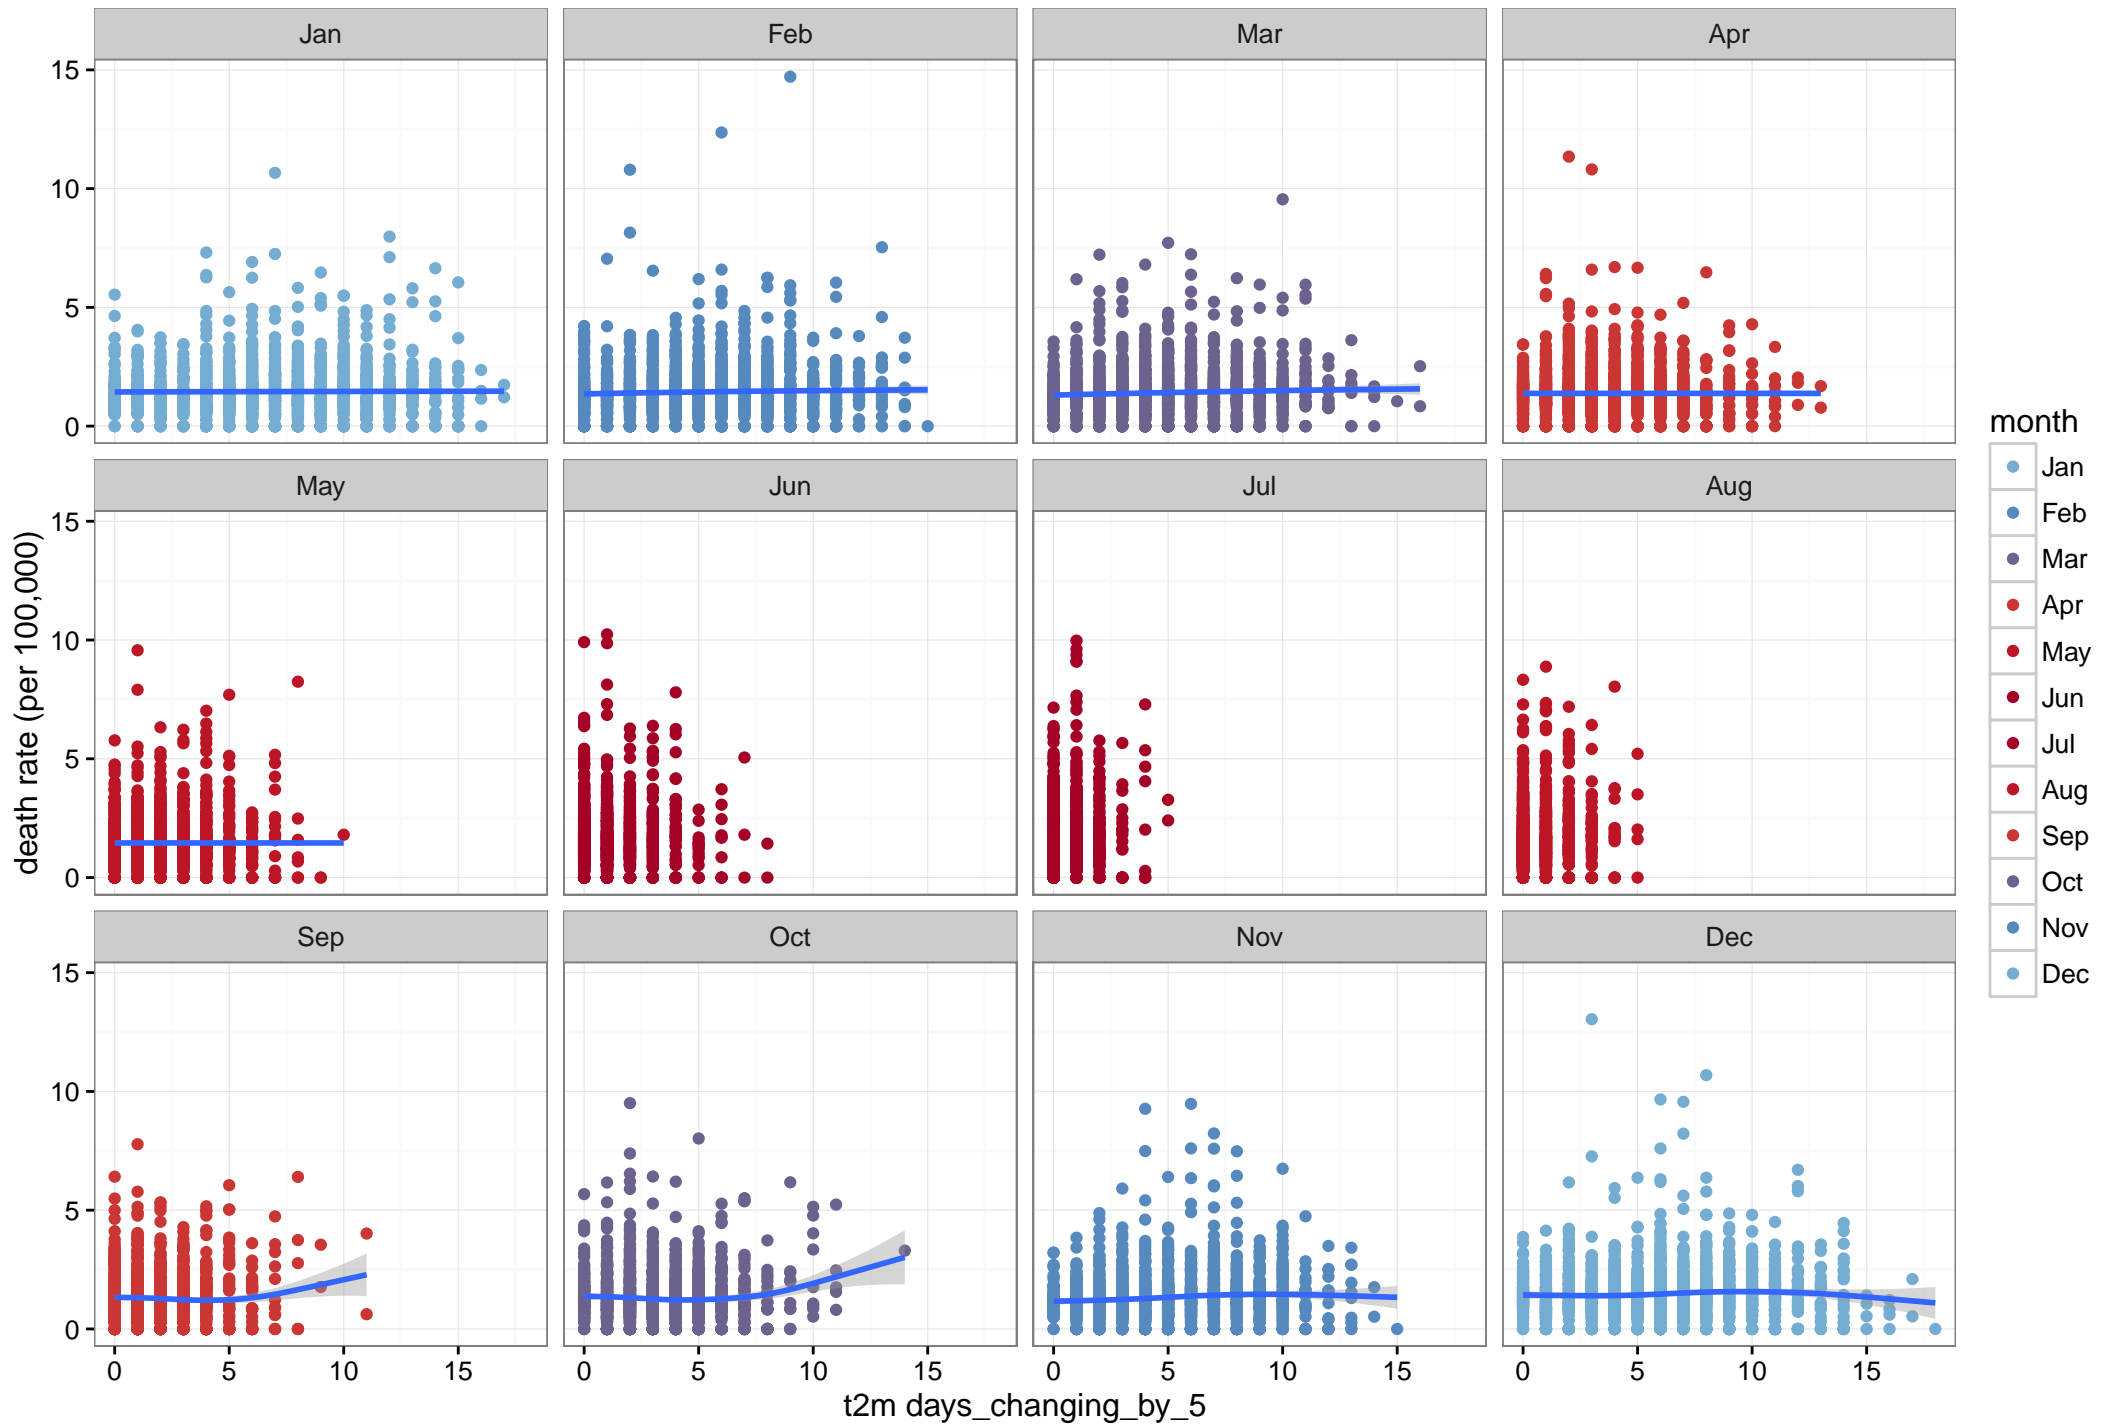 Jan Feb Mar Apr
15
10
5
0
May Jun Jul Aug
15
10
5
0
Sep Oct Nov Dec
15
10
5
0
0 5 10 15 0 5 10 15 0 5 10 15 0 5 10 15
t2m days_changing_by_5
death rate (per 100,000)
month
Jan
Feb
Mar
Apr
May
Jun
Jul
Aug
Sep
Oct
Nov
Dec